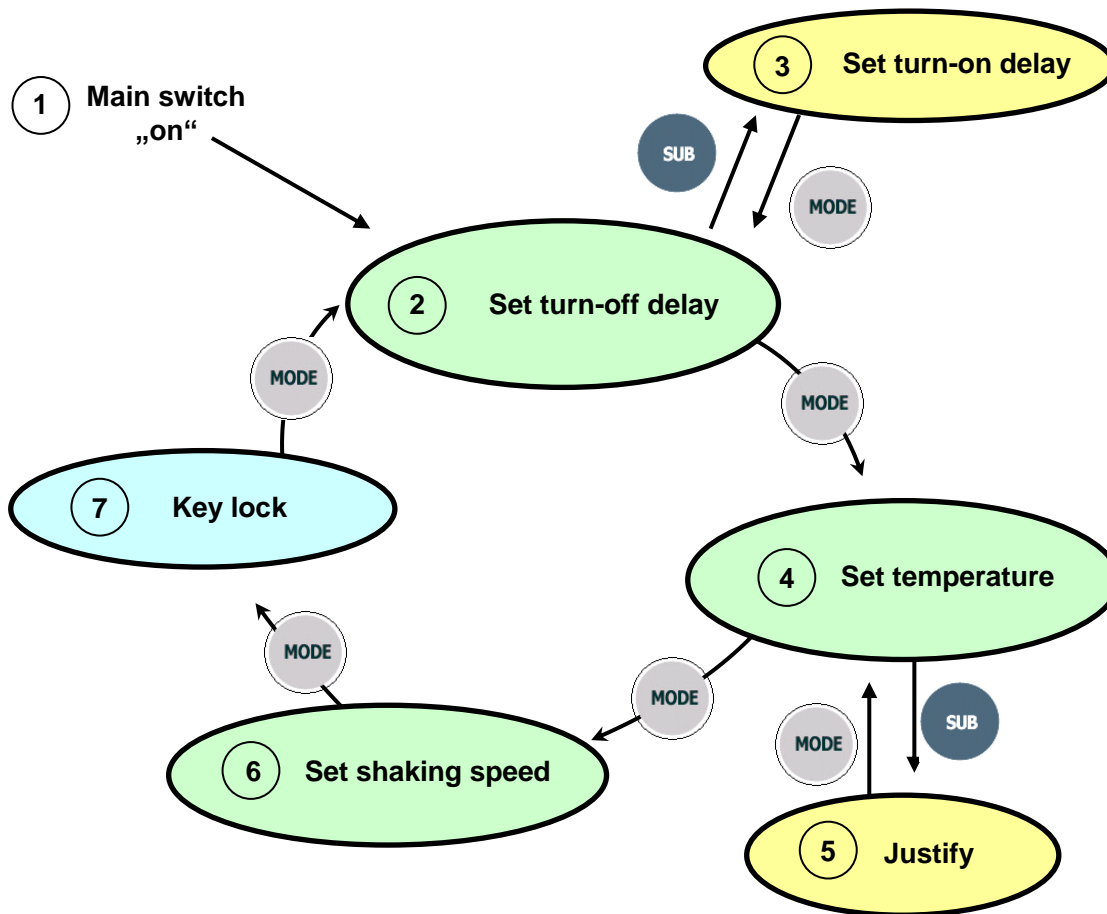 3 Set turn-on delay
1 Main switch
„on“
SUB
MODE
2 Set turn-off delay
MODE
MODE
7 Key lock
4 Set temperature
MODE
MODE
SUB
MODE
6 Set shaking speed
5 Justify